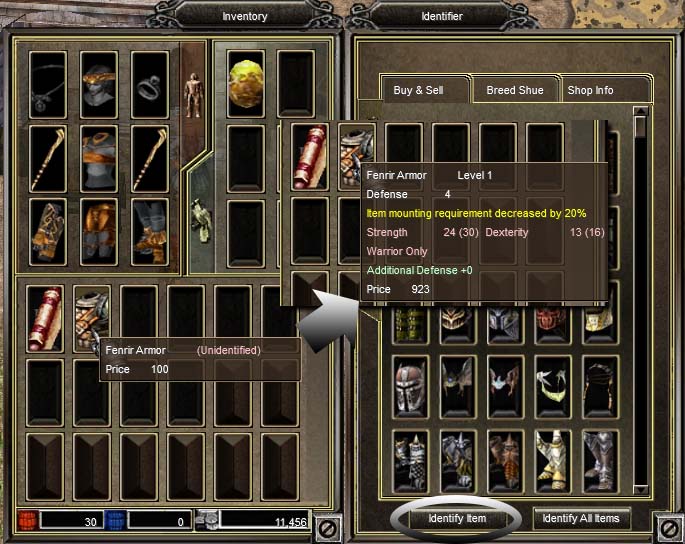 Inventory
Identifier
Buy & Sell
Breed Shue
Shop Info
Fenrir Armor Level 1
Defense 4
Item mounting requirement decreased by 20%
Strength 24 (30) Dexterity 13 (16)
Warrior Only
Additional Defense +0
Price 923
Fenrir Armor (Unidentified)
Price 100
30
0
11,456
Identify Item
Identify All Items